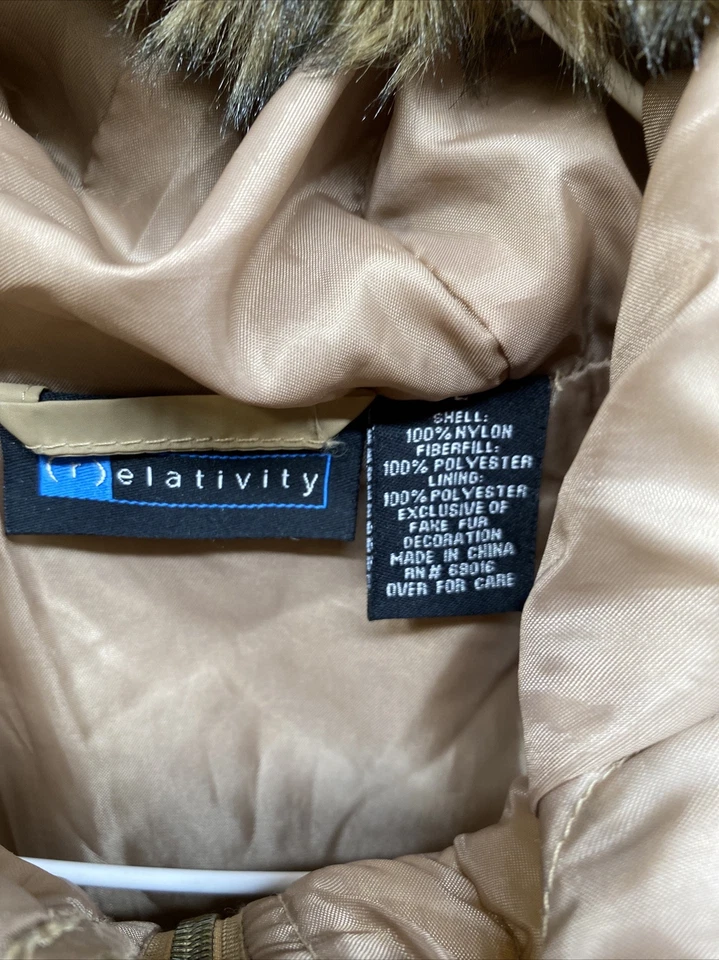 (r)elativity
SHELL:
100% NYLON
FIBERFILL:
100% POLYESTER
LINING:
100% POLYESTER
EXCLUSIVE OF
FAKE FUR
DECORATION
MADE IN CHINA
RN# 69016
OVER FOR CARE